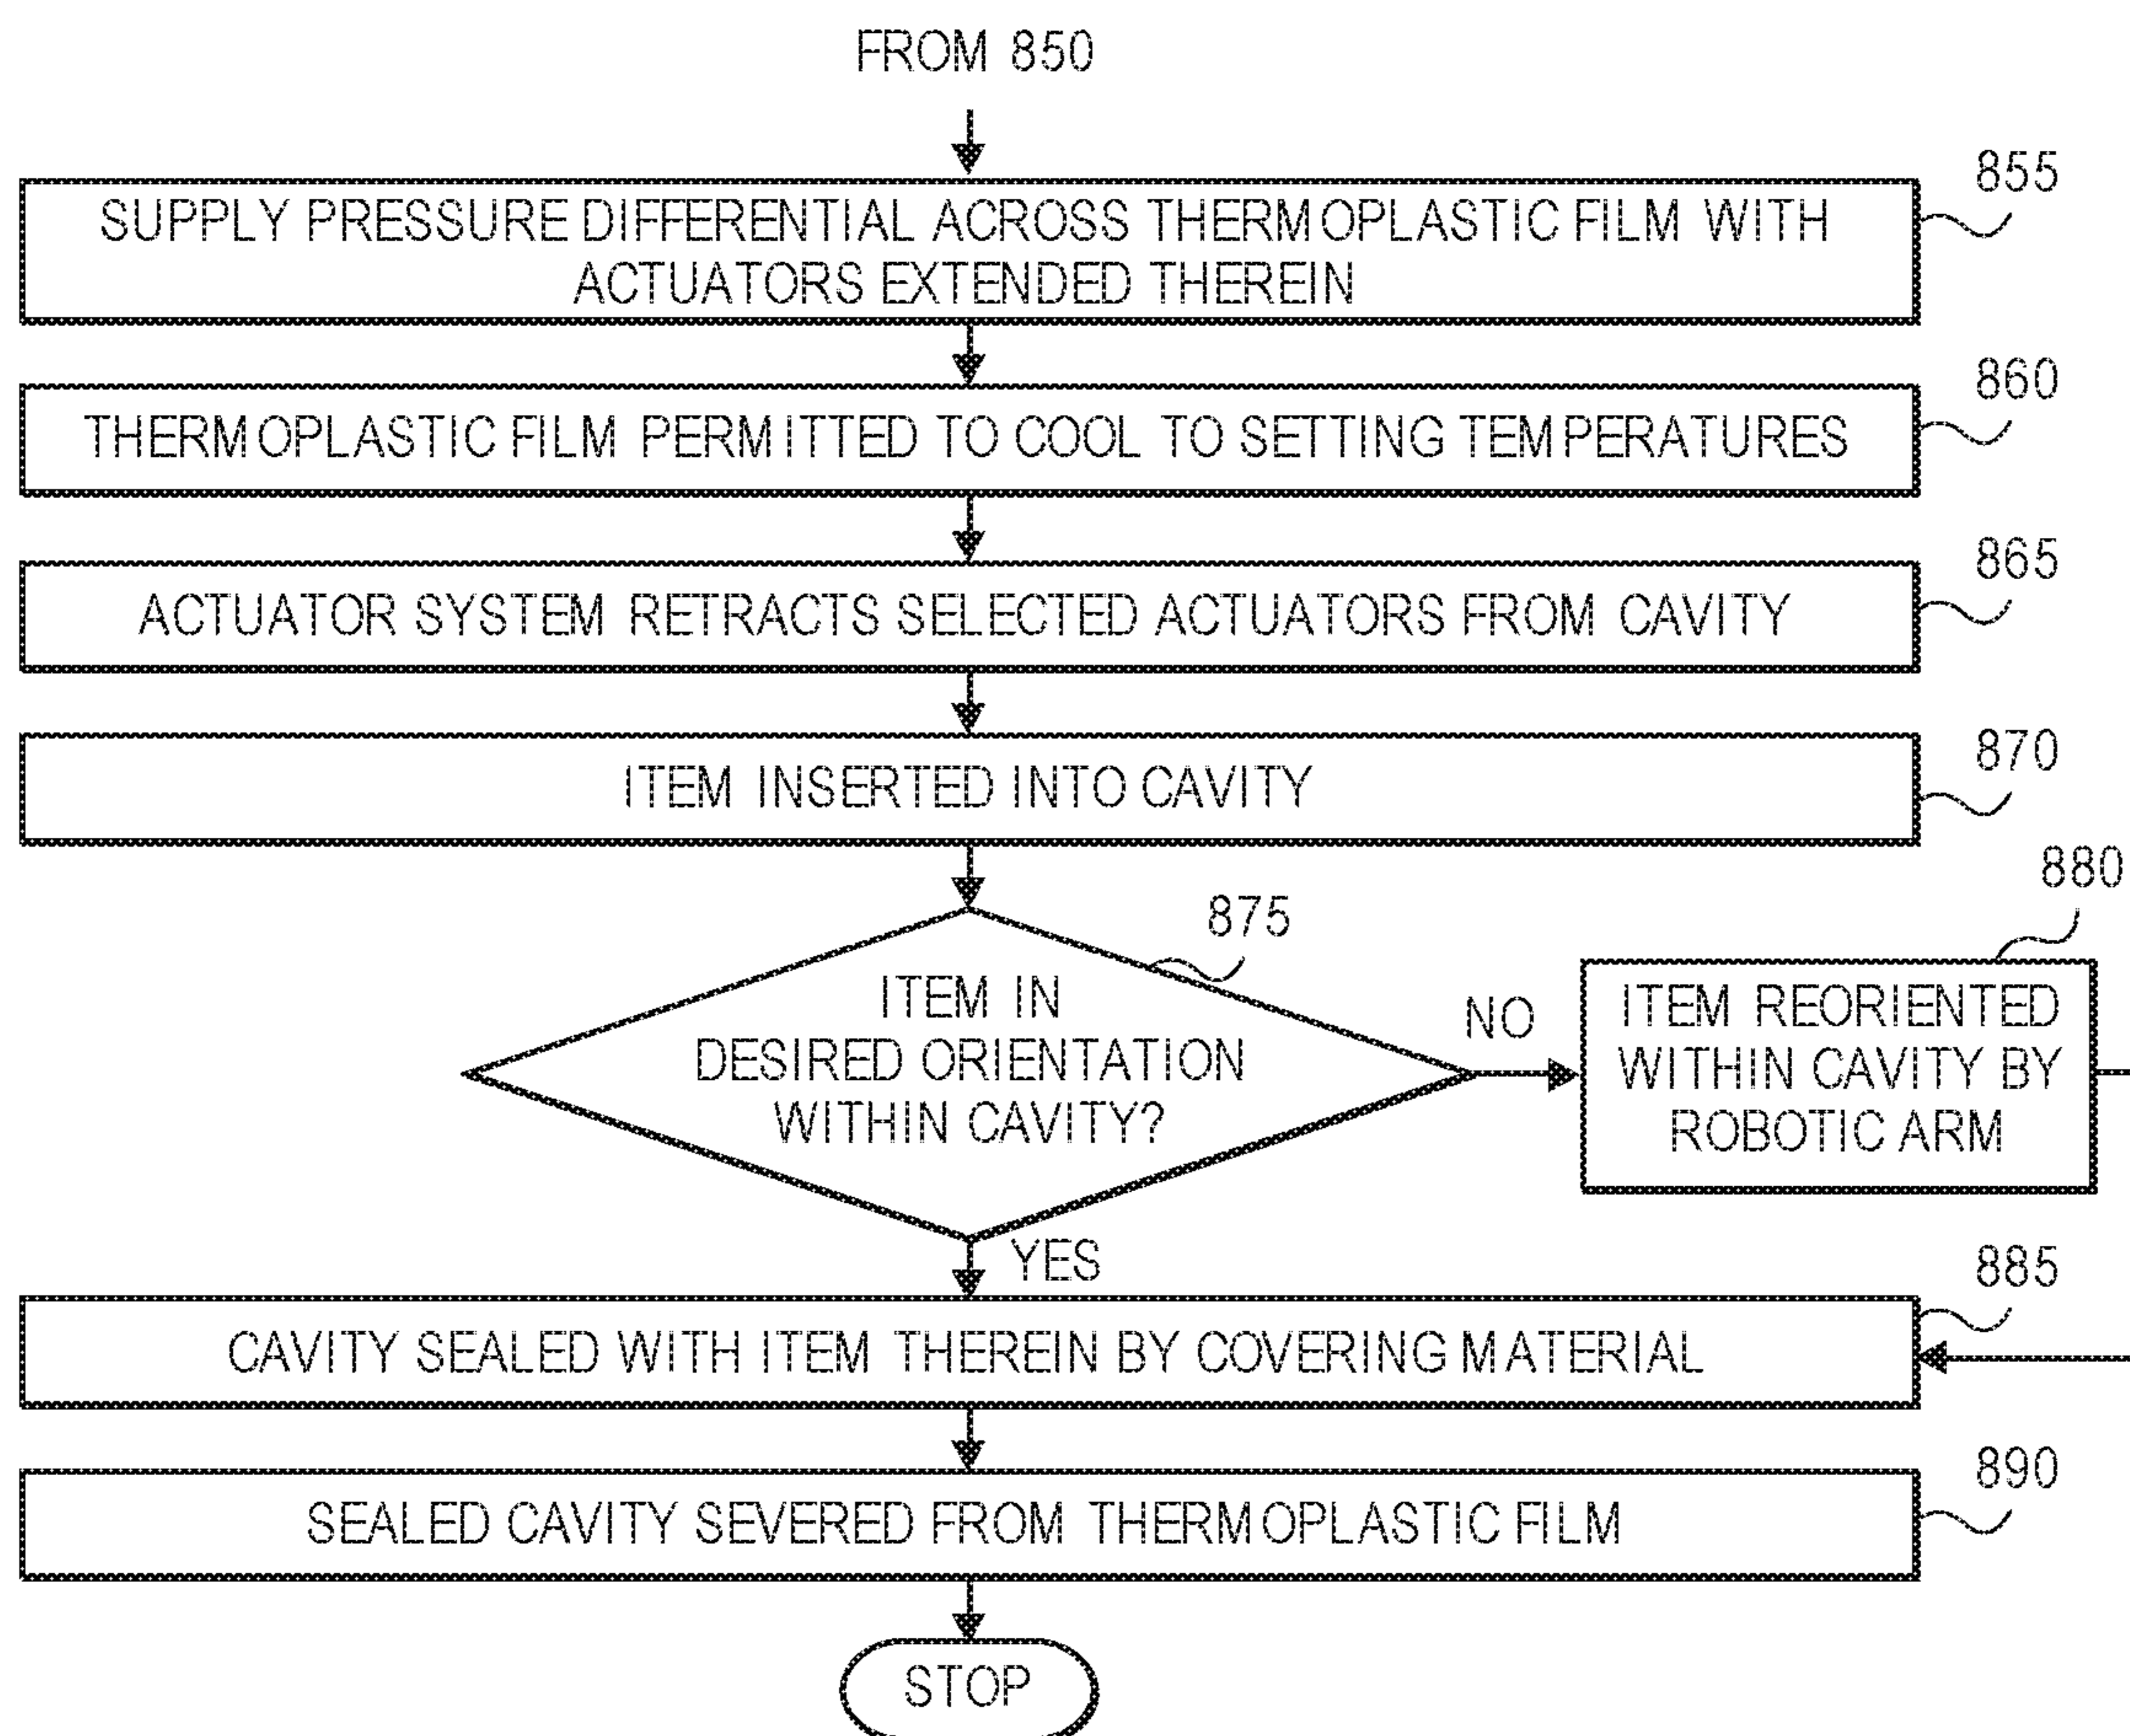 FROM 850
855
SUPPLY PRESSURE DIFFERENTIAL ACROSS THERMOPLASTIC FILM WITH
ACTUATORS EXTENDED THEREIN
860
THERMOPLASTIC FILM PERMITTED TO COOL TO SETTING TEMPERATURES
865
ACTUATOR SYSTEM RETRACTS SELECTED ACTUATORS FROM CAVITY
870
ITEM INSERTED INTO CAVITY
875
ITEM IN
DESIRED ORIENTATION
WITHIN CAVITY?
NO
880
ITEM REORIENTED
WITHIN CAVITY BY
ROBOTIC ARM
YES
885
CAVITY SEALED WITH ITEM THEREIN BY COVERING MATERIAL
890
SEALED CAVITY SEVERED FROM THERMOPLASTIC FILM
STOP